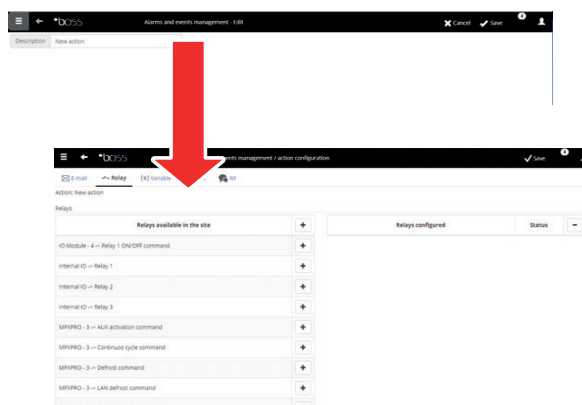 boss
Alarms and events management - Edit
Cancel
Save
4
Description
New action
boss
events management / action configuration
Save
4
E-mail
Relay
[x] Variable
IM
Action: New action
Relays
Relays available in the site
Relays configured
Status
IO Module - 4 -> Relay 1 ON/OFF command
Internal IO -> Relay 1
Internal IO -> Relay 2
Internal IO -> Relay 3
MPXPRO - 3 -> AUX activation command
MPXPRO - 3 -> Continuos cycle command
MPXPRO - 3 -> Defrost command
MPXPRO - 3 -> LAN defrost command